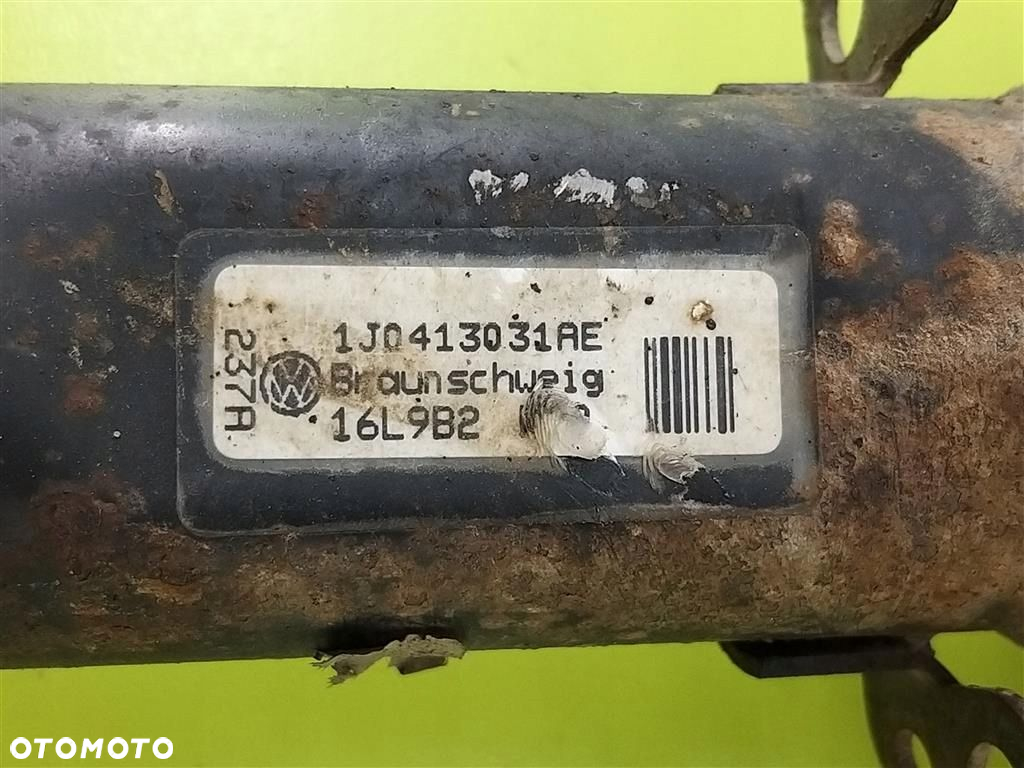 1J0413031AE
Braunschweig
16L9B2
237A
OTOMOTO